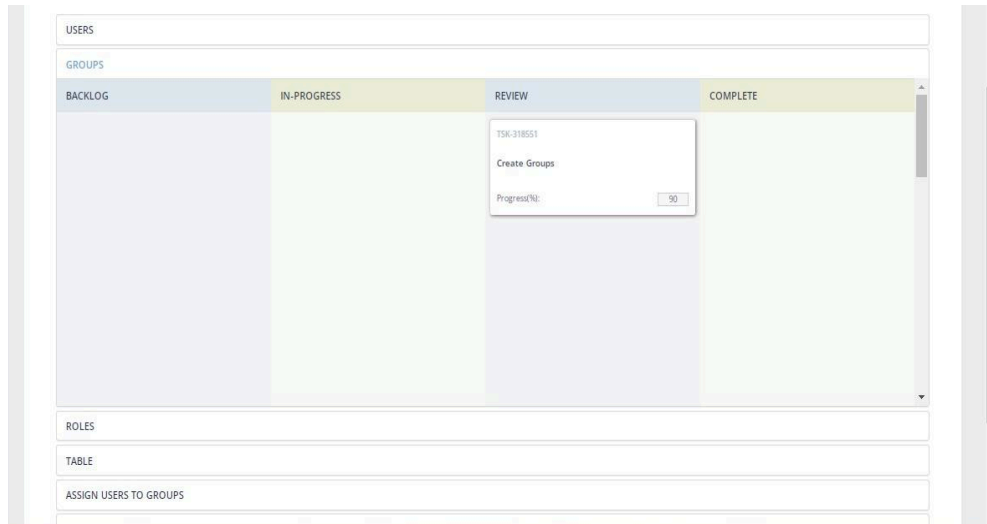 USERS
GROUPS
BACKLOG IN-PROGRESS REVIEW COMPLETE
TSK-318551
Create Groups
Progress(%): 90
ROLES
TABLE
ASSIGN USERS TO GROUPS